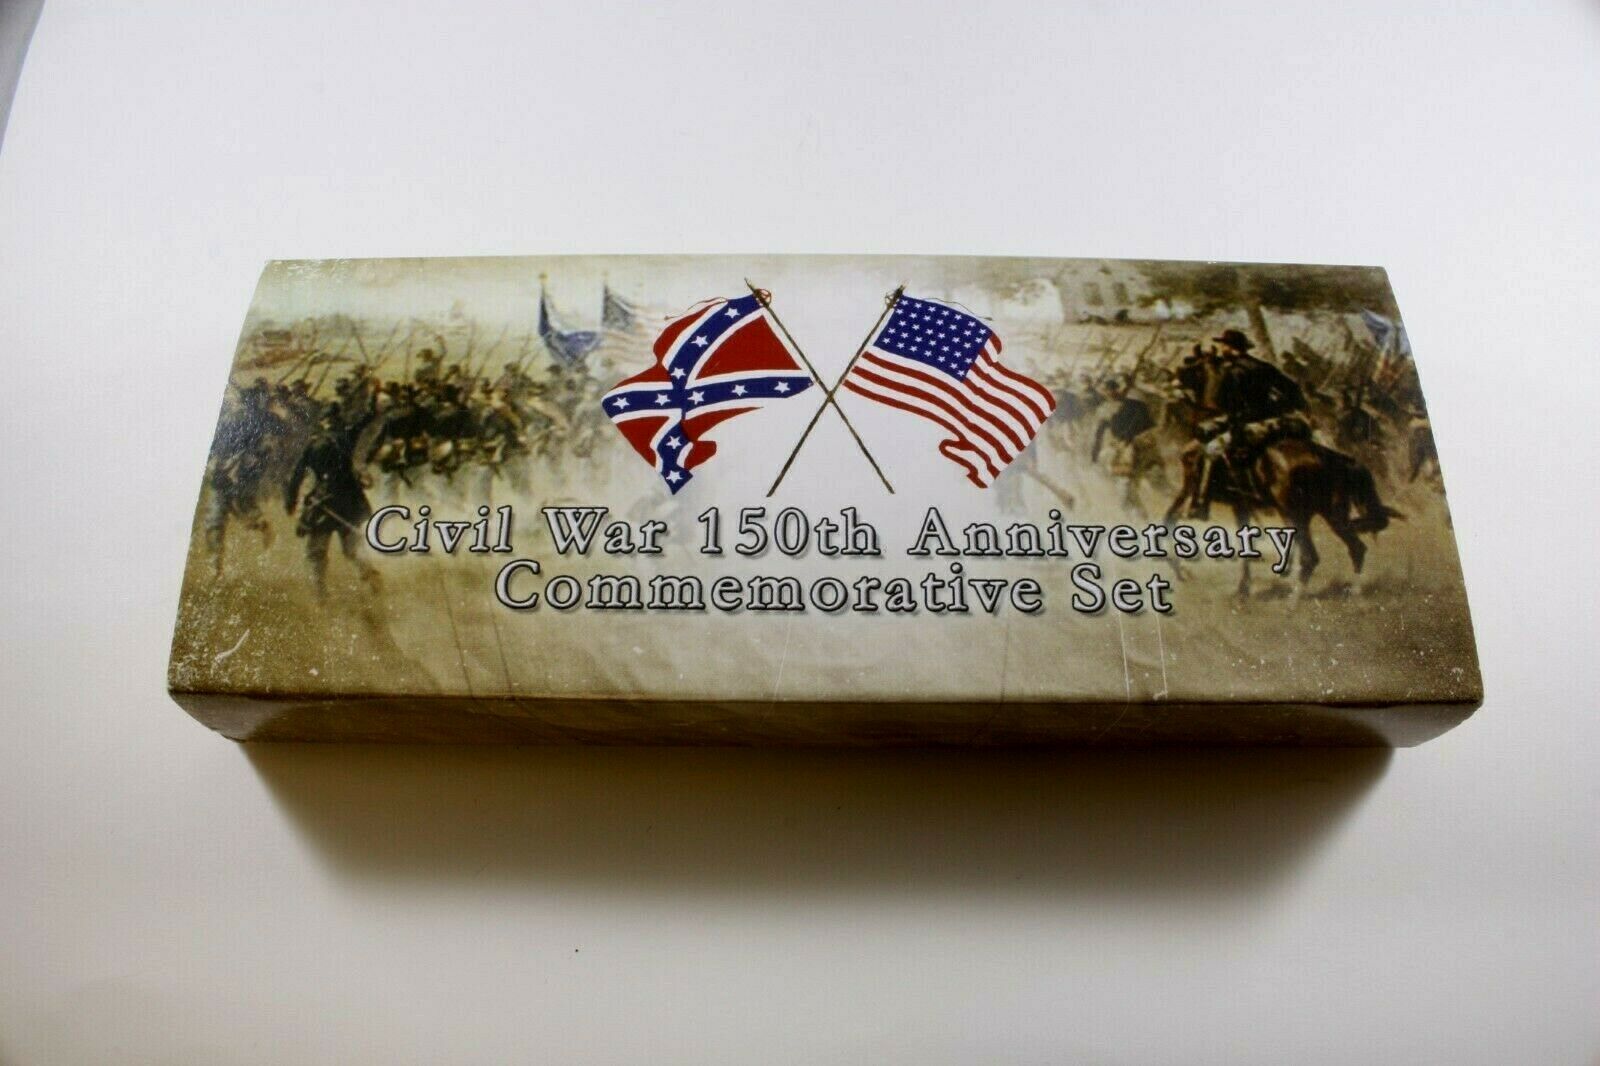 Civil War 150th Anniversary
Commemorative Set